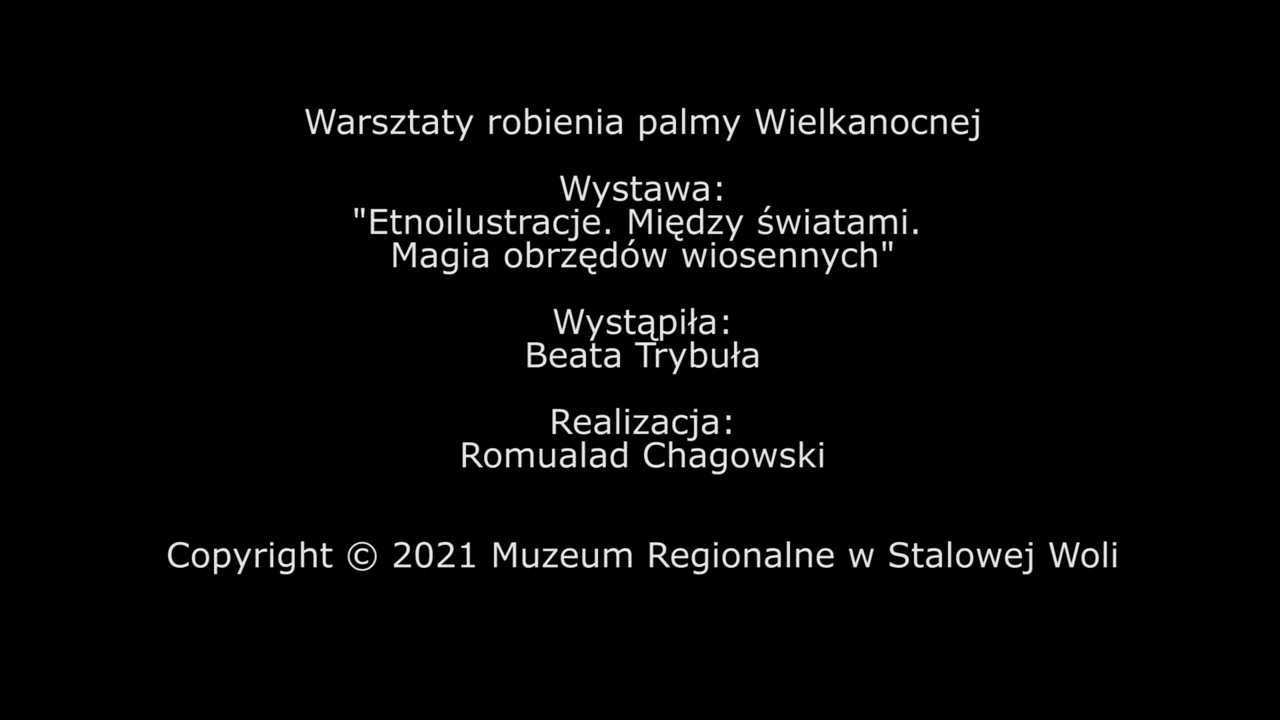 Warsztaty robienia palmy Wielkanocnej
Wystawa:
"Etnoilustracje. Między światami.
Magia obrzędów wiosennych"
Wystąpiła:
Beata Trybuła
Realizacja:
Romualad Chagowski
Copyright © 2021 Muzeum Regionalne w Stalowej Woli